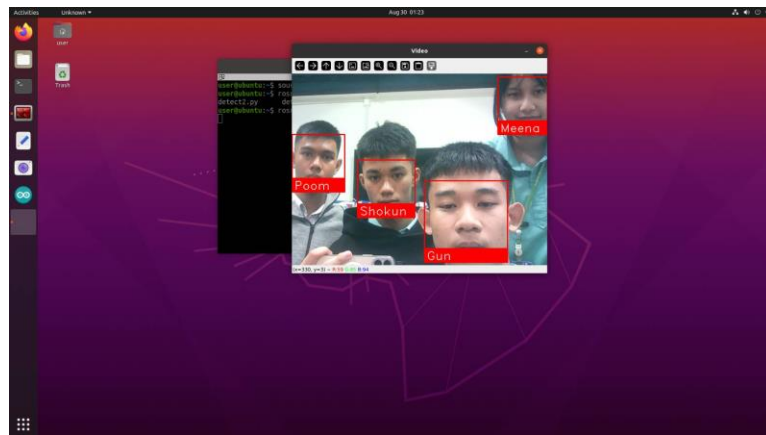 Activities
Unknown
Aug 30 01:23
user
Trash
user@ubuntu:~$ sou
user@ubuntu:~$ ros
detect2.py de
user@ubuntu:~$ ros
Video
Meena
Poom
Shokun
Gun